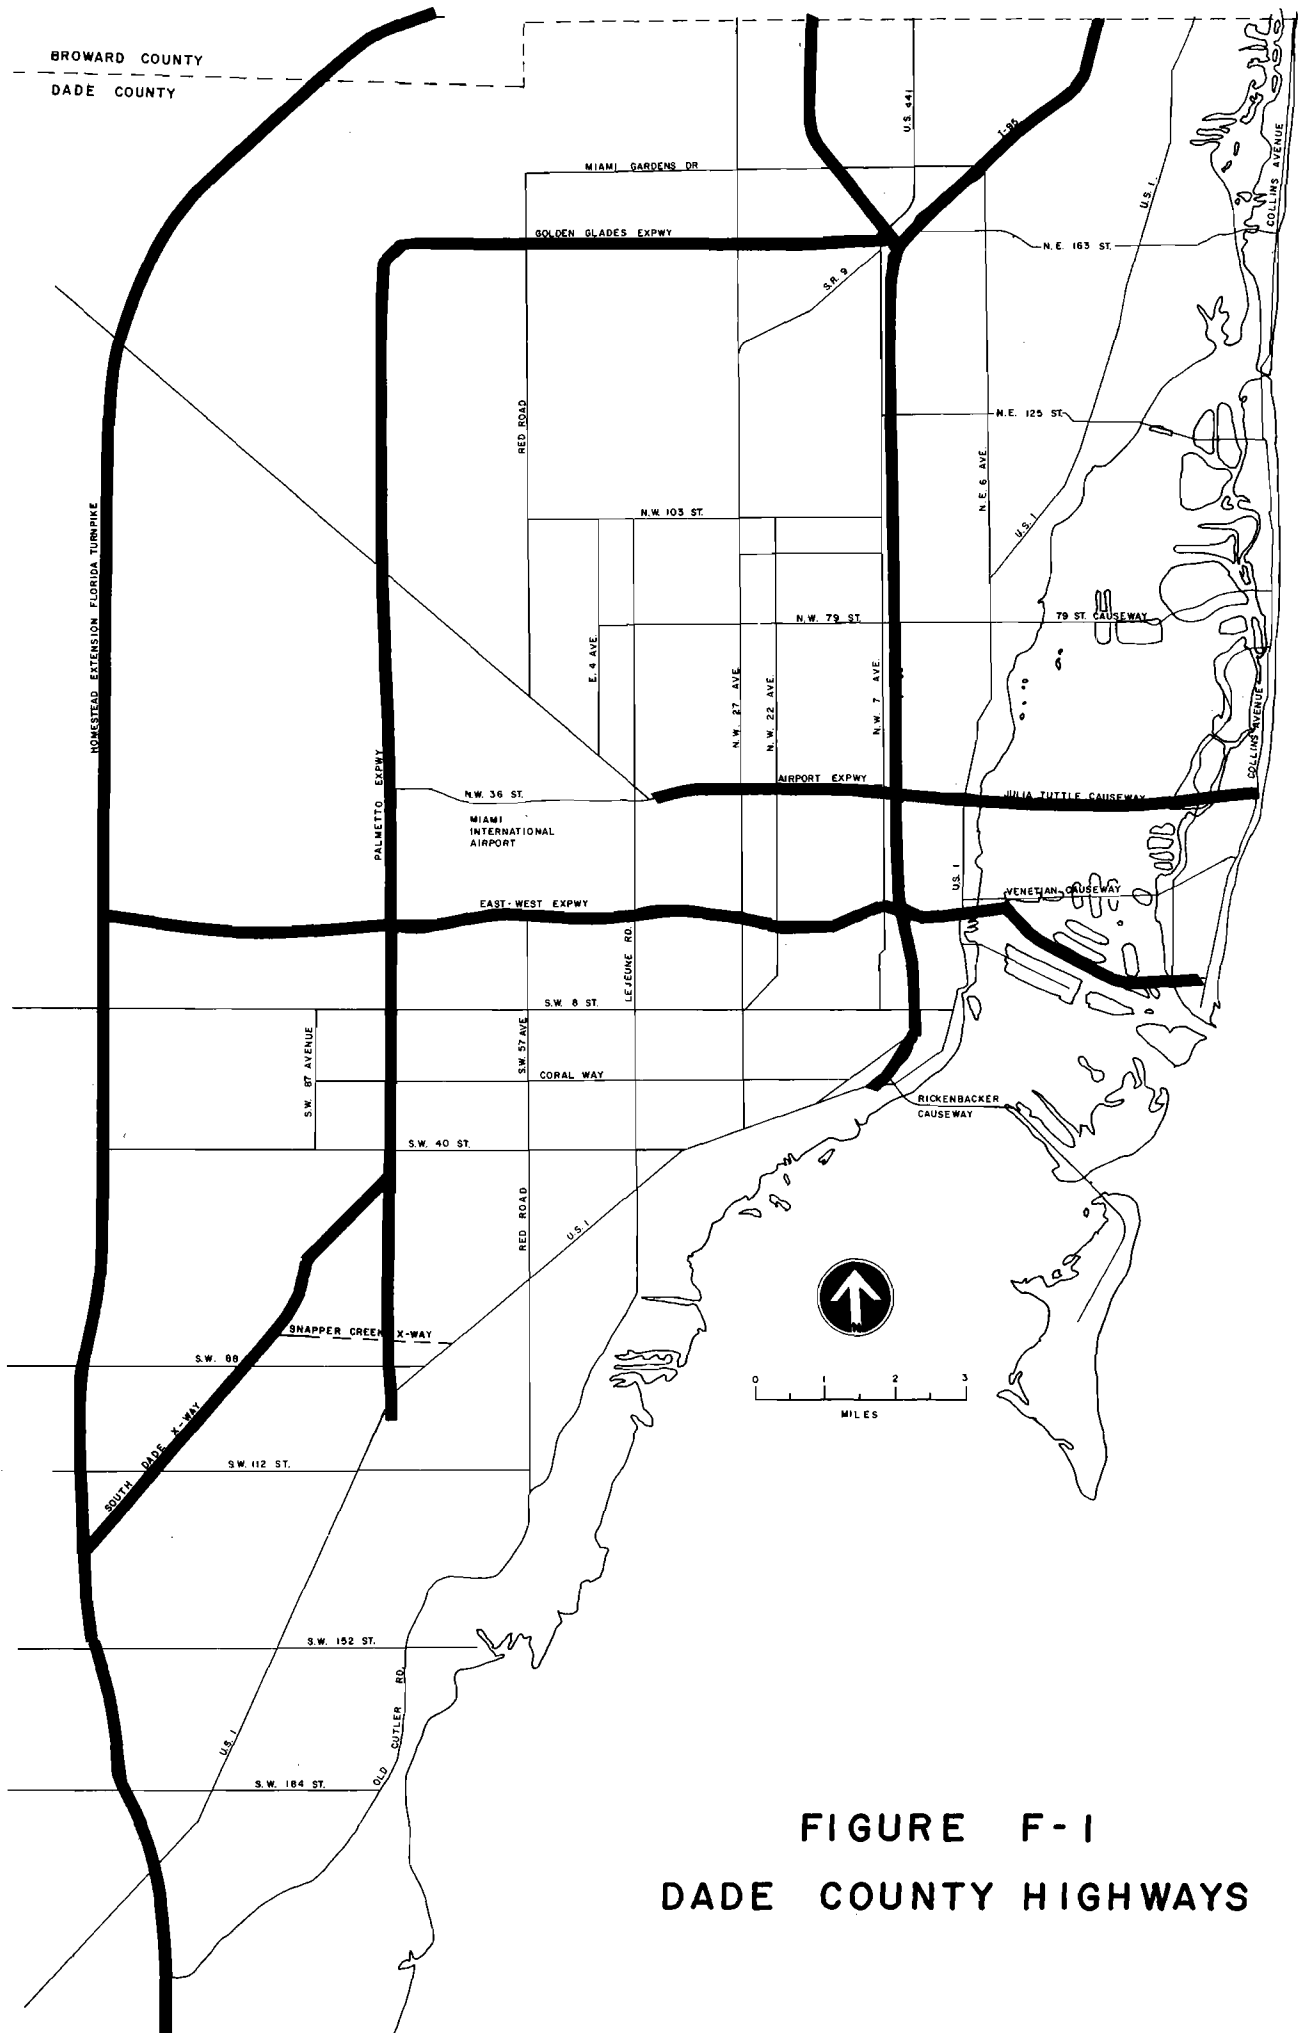 BROWARD COUNTY
DADE COUNTY
U.S. 441
I-95
COLLINS AVENUE
MIAMI GARDENS DR
U.S. 1
GOLDEN GLADES EXPWY
N.E. 163 ST.
S.R. 9
RED ROAD
N.E. 125 ST.
N.E. 6 AVE.
HOMESTEAD EXTENSION FLORIDA TURNPIKE
N.W. 103 ST.
U.S. 1
N.W. 79 ST.
79 ST. CAUSEWAY
E. 4 AVE.
N.W. 27 AVE.
N.W. 22 AVE.
N.W. 7 AVE.
COLLINS AVENUE
PALMETTO EXPWY
AIRPORT EXPWY
N.W. 36 ST.
JULIA TUTTLE CAUSEWAY
MIAMI
INTERNATIONAL
AIRPORT
U.S. 1
VENETIAN CAUSEWAY
EAST-WEST EXPWY
LEJEUNE RD.
S.W. 8 ST.
S.W. 87 AVENUE
S.W. 57 AVE
CORAL WAY
RICKENBACKER
CAUSEWAY
S.W. 40 ST.
RED ROAD
U.S. 1
N
SNAPPER CREEK X-WAY
S.W. 88
0 1 2 3
MILES
SOUTH DADE X-WAY
S.W. 112 ST.
S.W. 152 ST.
OLD CUTLER RD.
U.S. 1
S.W. 184 ST.
FIGURE F-1
DADE COUNTY HIGHWAYS